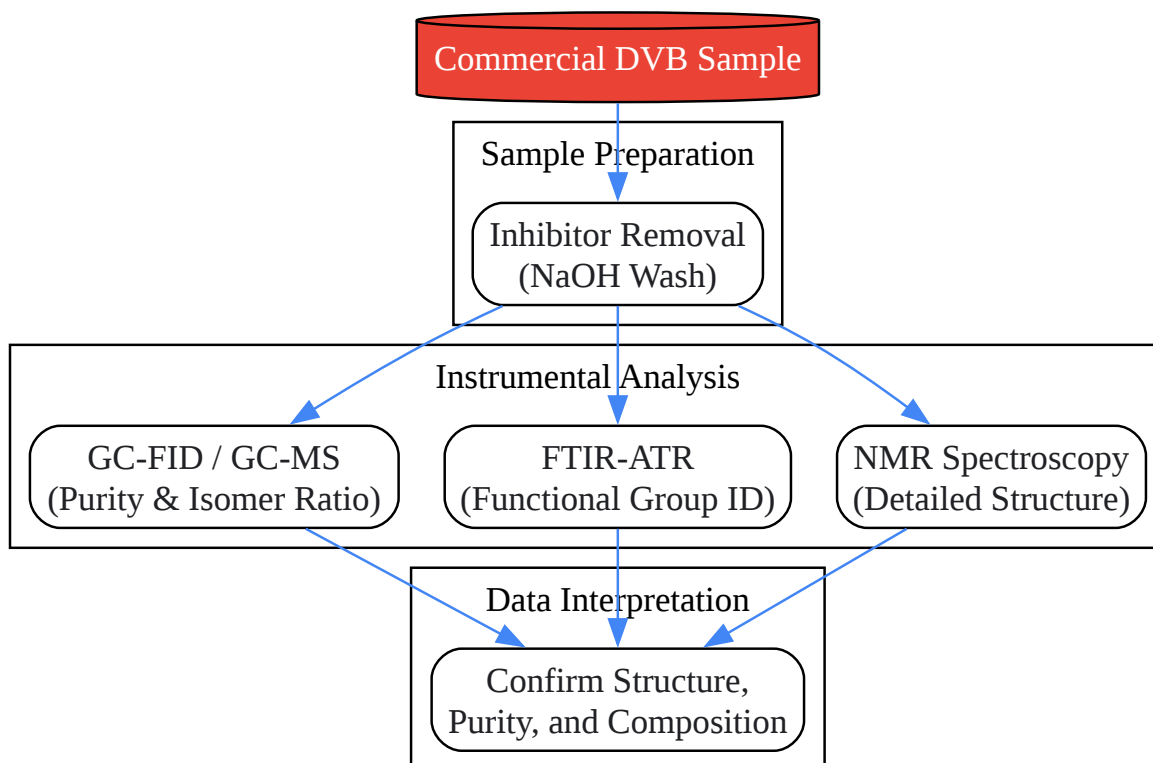 Commercial DVB Sample
Sample Preparation
Inhibitor Removal
(NaOH Wash)
Instrumental Analysis
GC-FID / GC-MS
(Purity & Isomer Ratio)
FTIR-ATR
(Functional Group ID)
NMR Spectroscopy
(Detailed Structure)
Data Interpretation
Confirm Structure,
Purity, and Composition